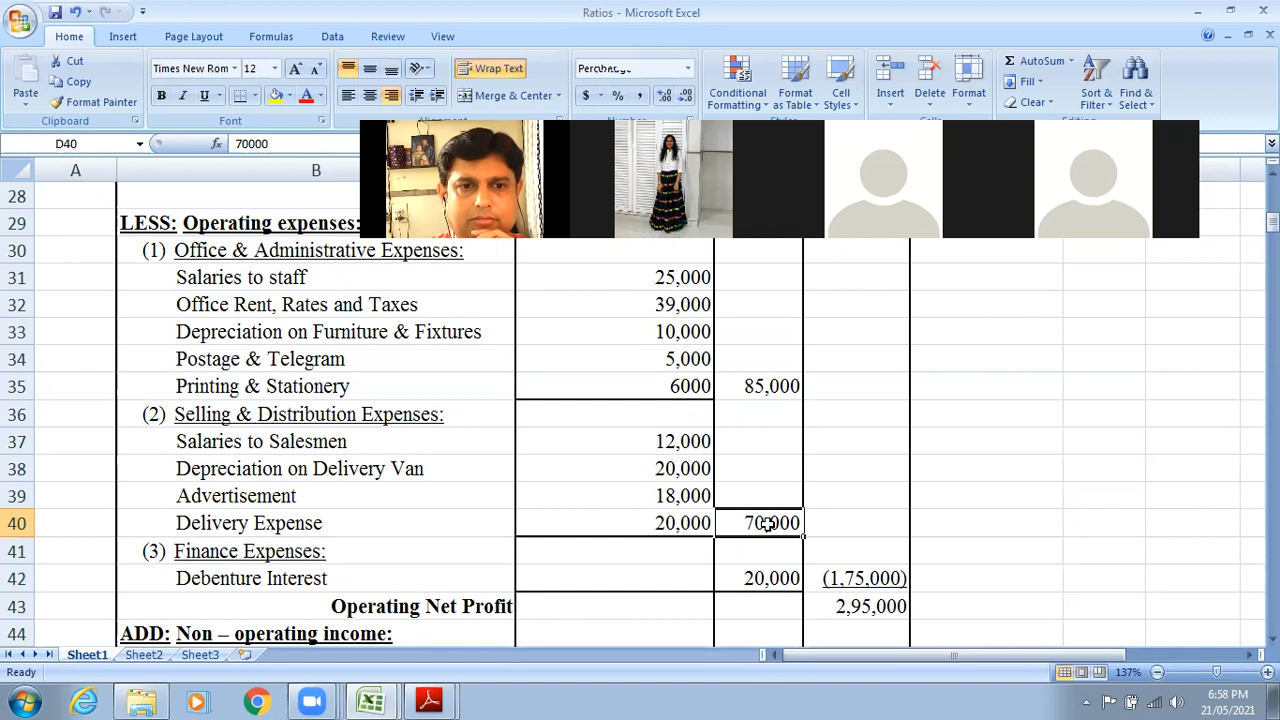 Ratios - Microsoft Excel
Home Insert Page Layout Formulas Data Review View
Cut
Copy
Format Painter
Paste
Clipboard
Times New Rom 12
B I U
Font
Wrap Text
Merge & Center
Alignment
Percentage
$ % ,
Number
Conditional Formatting
Format as Table
Cell Styles
Styles
Insert Delete Format
Cells
Σ AutoSum
Fill
Clear
Sort & Filter
Find & Select
Editing
D40 fx 70000
A B
28
29 LESS: Operating expenses:
30 (1) Office & Administrative Expenses:
31 Salaries to staff 25,000
32 Office Rent, Rates and Taxes 39,000
33 Depreciation on Furniture & Fixtures 10,000
34 Postage & Telegram 5,000
35 Printing & Stationery 6000 85,000
36 (2) Selling & Distribution Expenses:
37 Salaries to Salesmen 12,000
38 Depreciation on Delivery Van 20,000
39 Advertisement 18,000
40 Delivery Expense 20,000 70,000
41 (3) Finance Expenses:
42 Debenture Interest 20,000 (1,75,000)
43 Operating Net Profit 2,95,000
44 ADD: Non – operating income:
Sheet1 Sheet2 Sheet3
Ready 137%
6:58 PM
21/05/2021